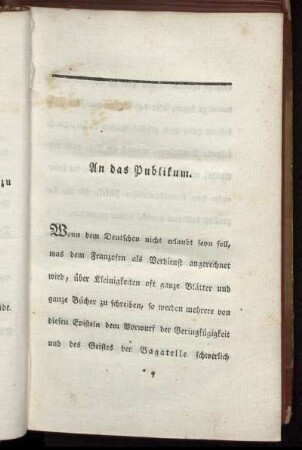 An das Publikum.
Wenn dem Deutschen nicht erlaubt seyn soll,
was dem Franzosen als Verdienst angerechnet
wird, über Kleinigkeiten oft ganze Blätter und
ganze Bücher zu schreiben, so werden mehrere von
diesen Episteln dem Vorwurf der Geringfügigkeit
und des Geistes der Bagatelle schwerlich
*
zu
dt.